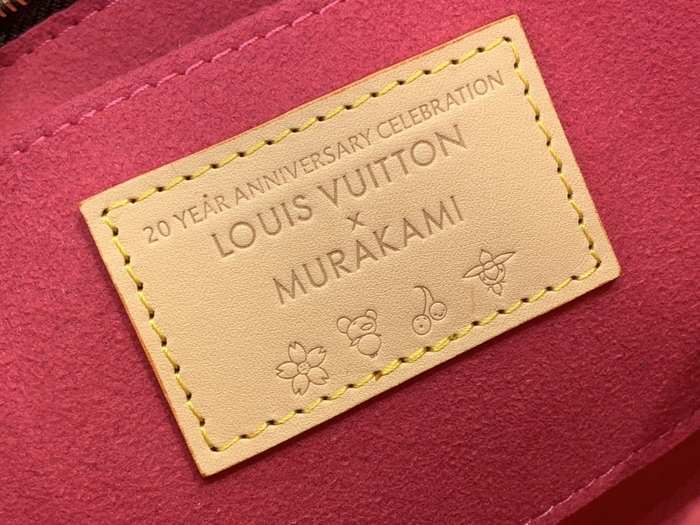 20 YEAR ANNIVERSARY CELEBRATION
LOUIS VUITTON
x
MURAKAMI